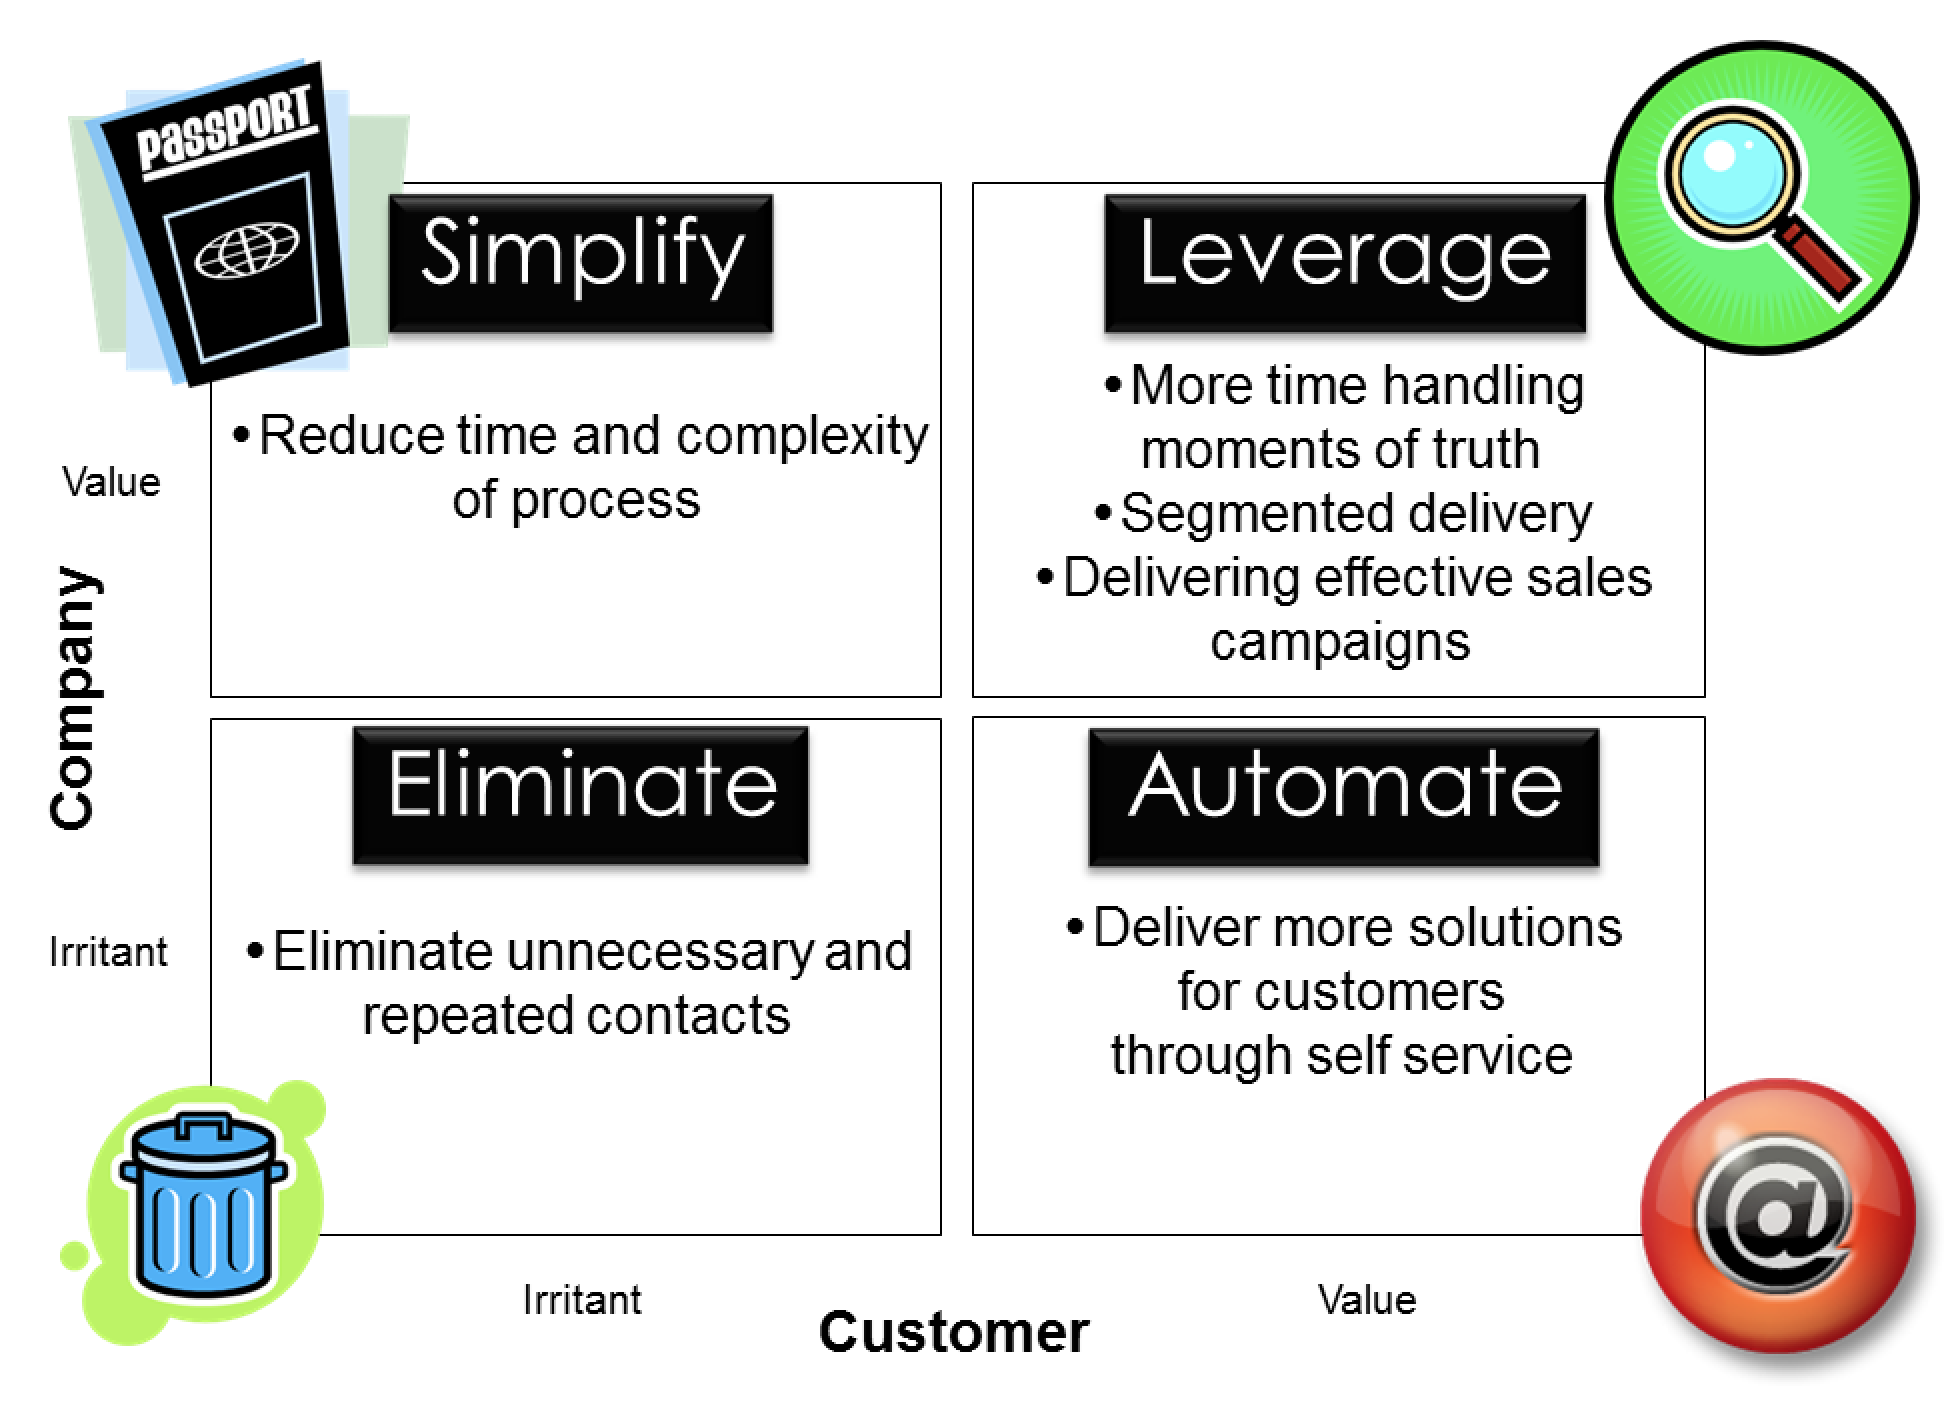 PASSPORT
Simplify
• Reduce time and complexity
of process
Leverage
• More time handling
moments of truth
• Segmented delivery
• Delivering effective sales
campaigns
Value
Company
Irritant
Eliminate
• Eliminate unnecessary and
repeated contacts
Automate
• Deliver more solutions
for customers
through self service
@
Irritant
Value
Customer